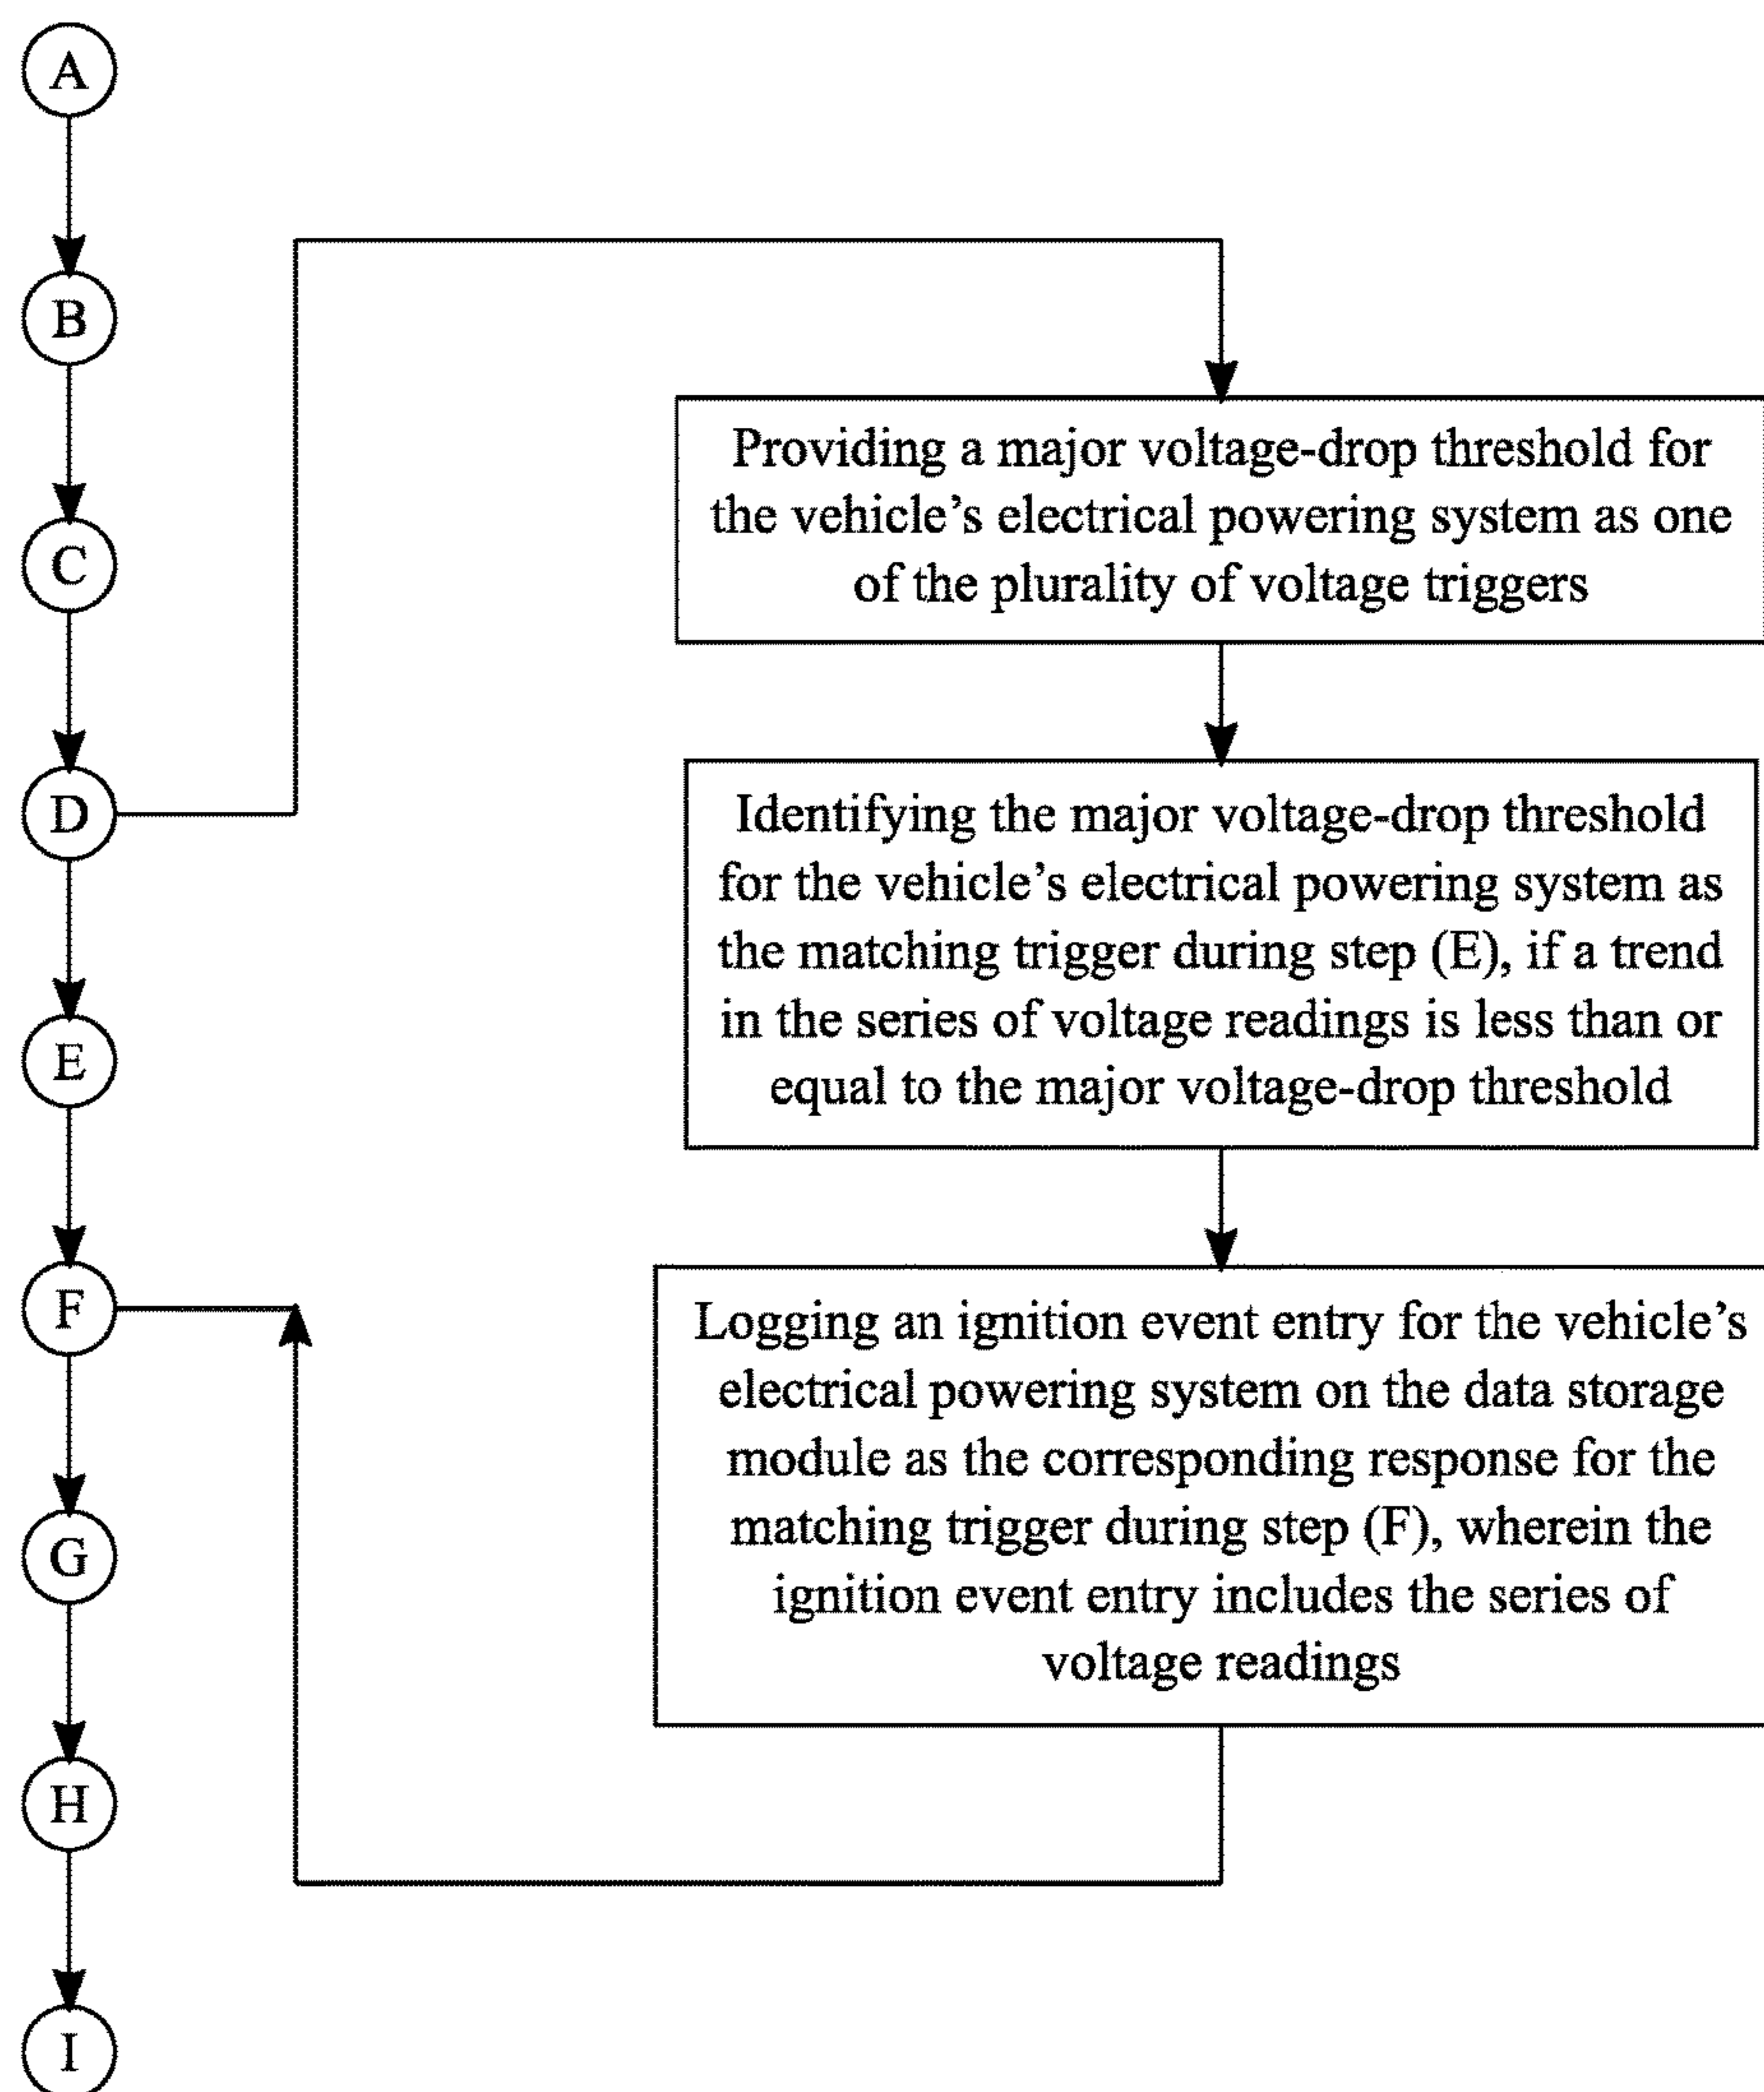 A
B
C
D
E
F
G
H
I
Providing a major voltage-drop threshold for
the vehicle’s electrical powering system as one
of the plurality of voltage triggers
Identifying the major voltage-drop threshold
for the vehicle’s electrical powering system as
the matching trigger during step (E), if a trend
in the series of voltage readings is less than or
equal to the major voltage-drop threshold
Logging an ignition event entry for the vehicle’s
electrical powering system on the data storage
module as the corresponding response for the
matching trigger during step (F), wherein the
ignition event entry includes the series of
voltage readings